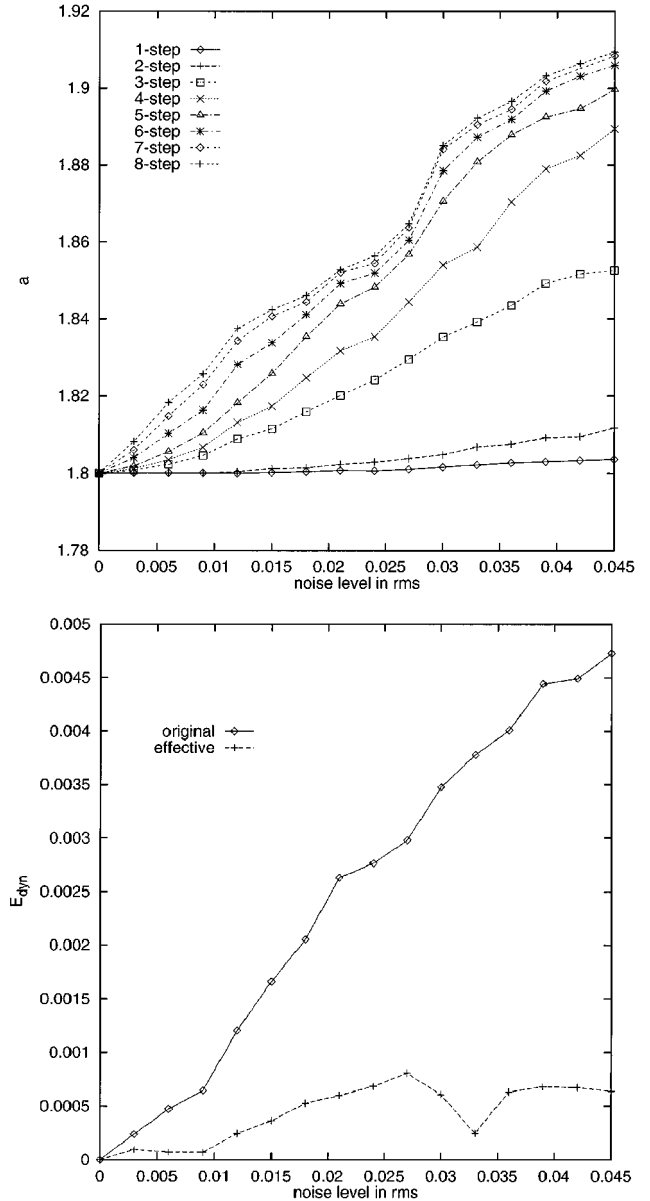 1.92
1.9
1.88
1.86
1.84
1.82
1.8
1.78
a
1-step
2-step
3-step
4-step
5-step
6-step
7-step
8-step
0 0.005 0.01 0.015 0.02 0.025 0.03 0.035 0.04 0.045
noise level in rms
0.005
0.0045
0.004
0.0035
0.003
0.0025
0.002
0.0015
0.001
0.0005
0
E_dyn
original
effective
0 0.005 0.01 0.015 0.02 0.025 0.03 0.035 0.04 0.045
noise level in rms